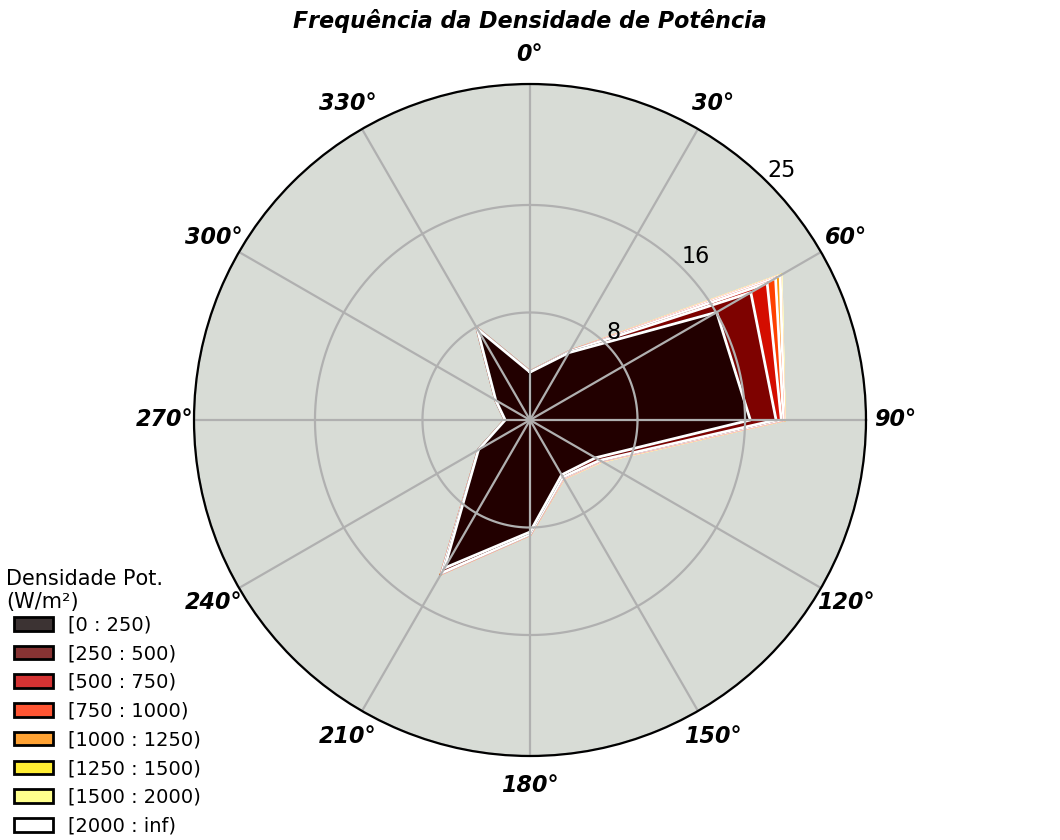 Frequência da Densidade de Potência
0°
330°
30°
25
300°
60°
16
8
270°
90°
240°
120°
210°
150°
180°
Densidade Pot.
(W/m²)
[0 : 250)
[250 : 500)
[500 : 750)
[750 : 1000)
[1000 : 1250)
[1250 : 1500)
[1500 : 2000)
[2000 : inf)